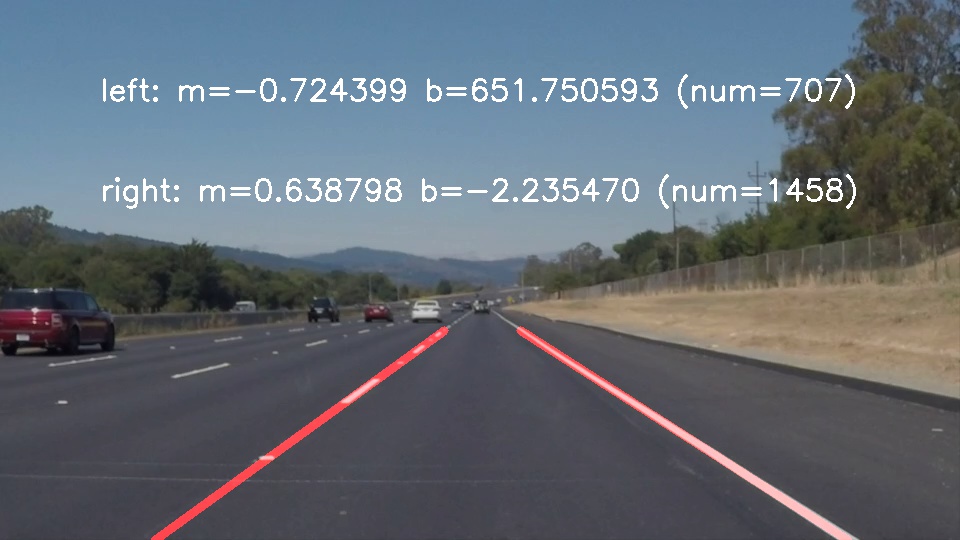 left: m=−0.724399 b=651.750593 (num=707)
right: m=0.638798 b=−2.235470 (num=1458)